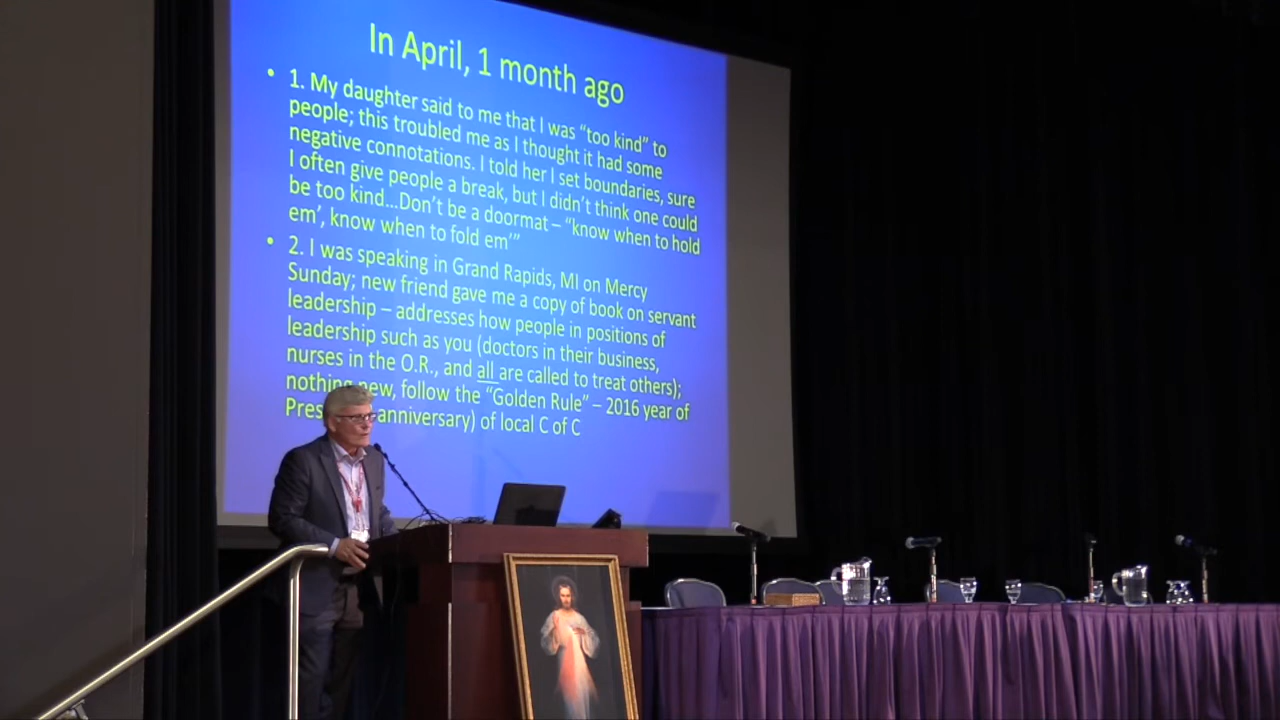 In April, 1 month ago
• 1. My daughter said to me that I was “too kind” to
people; this troubled me as I thought it had some
negative connotations. I told her I set boundaries, sure
I often give people a break, but I didn’t think one could
be too kind...Don’t be a doormat – “know when to hold
em’, know when to fold em’”
• 2. I was speaking in Grand Rapids, MI on Mercy
Sunday; new friend gave me a copy of book on servant
leadership – addresses how people in positions of
leadership such as you (doctors in their business,
nurses in the O.R., and all are called to treat others);
nothing new, follow the “Golden Rule” – 2016 year of
anniversary) of local C of C